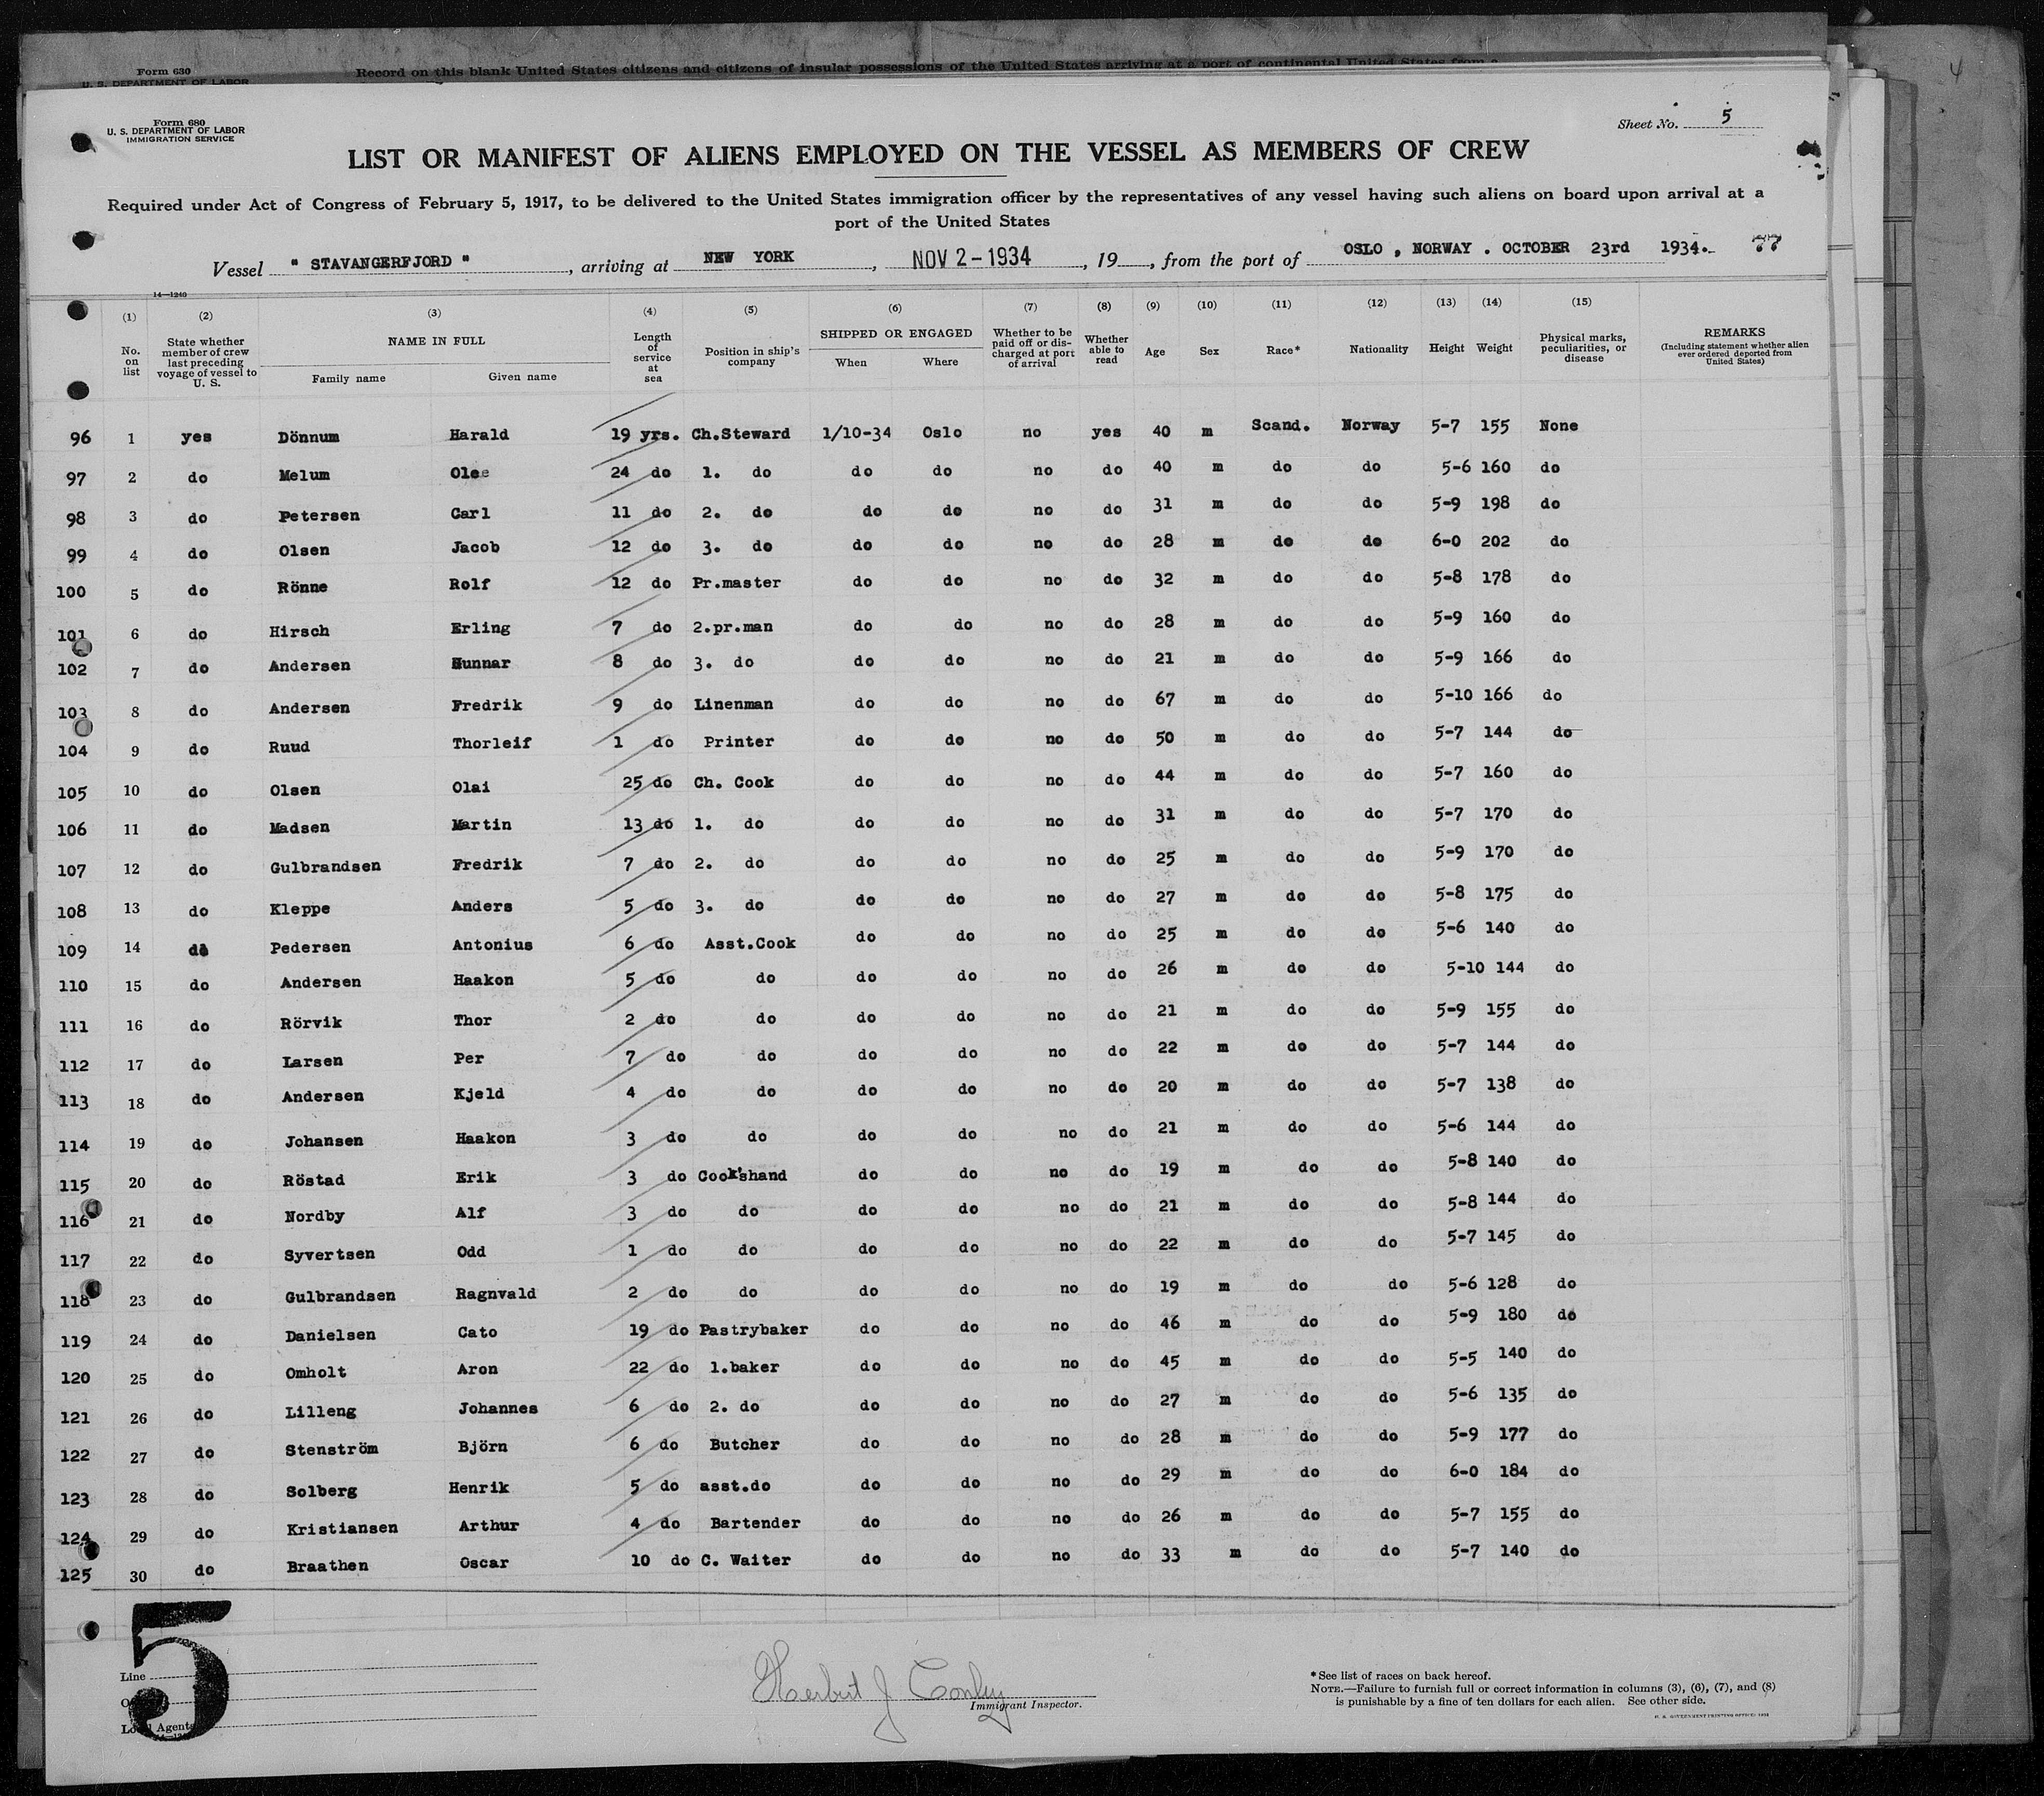 Form 630
U. S. DEPARTMENT OF LABOR
Record on this blank United States citizens and citizens of insular possessions of the United States arriving at a port of continental United States from a
4
Form 680
U. S. DEPARTMENT OF LABOR
IMMIGRATION SERVICE
Sheet No. 5
LIST OR MANIFEST OF ALIENS EMPLOYED ON THE VESSEL AS MEMBERS OF CREW
Required under Act of Congress of February 5, 1917, to be delivered to the United States immigration officer by the representatives of any vessel having such aliens on board upon arrival at a
port of the United States
Vessel " STAVANGERFJORD " , arriving at NEW YORK , NOV 2-1934 , 19 , from the port of OSLO , NORWAY . OCTOBER 23rd 1934. 77
14—1240
(1) (2) (3) (4) (5) (6) (7) (8) (9) (10) (11) (12) (13) (14) (15)
No. on list | State whether member of crew last preceding voyage of vessel to U. S. | NAME IN FULL Family name Given name | Length of service at sea | Position in ship's company | SHIPPED OR ENGAGED When Where | Whether to be paid off or discharged at port of arrival | Whether able to read | Age | Sex | Race* | Nationality | Height | Weight | Physical marks, peculiarities, or disease | REMARKS (Including statement whether alien ever ordered deported from United States)
96 1 yes Dönnum Harald 19 yrs. Ch.Steward 1/10-34 Oslo no yes 40 m Scand. Norway 5-7 155 None
97 2 do Melum Olee 24 do 1. do do do no do 40 m do do 5-6 160 do
98 3 do Petersen Carl 11 do 2. do do do no do 31 m do do 5-9 198 do
99 4 do Olsen Jacob 12 do 3. do do do no do 28 m do do 6-0 202 do
100 5 do Rönne Rolf 12 do Pr.master do do no do 32 m do do 5-8 178 do
101 6 do Hirsch Erling 7 do 2.pr.man do do no do 28 m do do 5-9 160 do
102 7 do Andersen Gunnar 8 do 3. do do do no do 21 m do do 5-9 166 do
103 8 do Andersen Fredrik 9 do Linenman do do no do 67 m do do 5-10 166 do
104 9 do Ruud Thorleif 1 do Printer do do no do 50 m do do 5-7 144 do
105 10 do Olsen Olai 25 do Ch. Cook do do no do 44 m do do 5-7 160 do
106 11 do Madsen Martin 13 do 1. do do do no do 31 m do do 5-7 170 do
107 12 do Gulbrandsen Fredrik 7 do 2. do do do no do 25 m do do 5-9 170 do
108 13 do Kleppe Anders 5 do 3. do do do no do 27 m do do 5-8 175 do
109 14 do Pedersen Antonius 6 do Asst.Cook do do no do 25 m do do 5-6 140 do
110 15 do Andersen Haakon 5 do do do do no do 26 m do do 5-10 144 do
111 16 do Rörvik Thor 2 do do do do no do 21 m do do 5-9 155 do
112 17 do Larsen Per 7 do do do do no do 22 m do do 5-7 144 do
113 18 do Andersen Kjeld 4 do do do do no do 20 m do do 5-7 138 do
114 19 do Johansen Haakon 3 do do do do no do 21 m do do 5-6 144 do
115 20 do Röstad Erik 3 do Cook'shand do do no do 19 m do do 5-8 140 do
116 21 do Nordby Alf 3 do do do do no do 21 m do do 5-8 144 do
117 22 do Syvertsen Odd 1 do do do do no do 22 m do do 5-7 145 do
118 23 do Gulbrandsen Ragnvald 2 do do do do no do 19 m do do 5-6 128 do
119 24 do Danielsen Cato 19 do Pastrybaker do do no do 46 m do do 5-9 180 do
120 25 do Omholt Aron 22 do 1.baker do do no do 45 m do do 5-5 140 do
121 26 do Lilleng Johannes 6 do 2. do do do no do 27 m do do 5-6 135 do
122 27 do Stenström Björn 6 do Butcher do do no do 28 m do do 5-9 177 do
123 28 do Solberg Henrik 5 do asst.do do do no do 29 m do do 6-0 184 do
124 29 do Kristiansen Arthur 4 do Bartender do do no do 26 m do do 5-7 155 do
125 30 do Braathen Oscar 10 do C. Waiter do do no do 33 m do do 5-7 140 do
5
Line
Agents
Herbert J Conley
Immigrant Inspector.
*See list of races on back hereof.
NOTE.—Failure to furnish full or correct information in columns (3), (6), (7), and (8)
is punishable by a fine of ten dollars for each alien. See other side.
U. S. GOVERNMENT PRINTING OFFICE